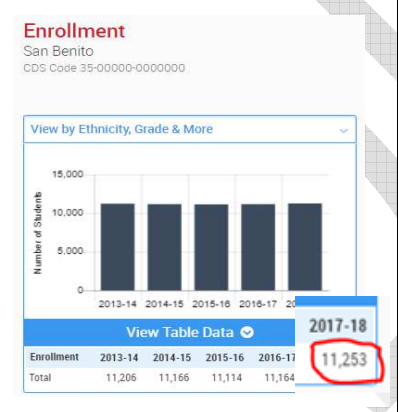 Enrollment
San Benito
CDS Code 35-00000-0000000
View by Ethnicity, Grade & More
Number of Students
15,000
10,000
5,000
0
2013-14 2014-15 2015-16 2016-17
View Table Data
2017-18
Enrollment 2013-14 2014-15 2015-16 2016-17
Total 11,206 11,166 11,114 11,164 11,253